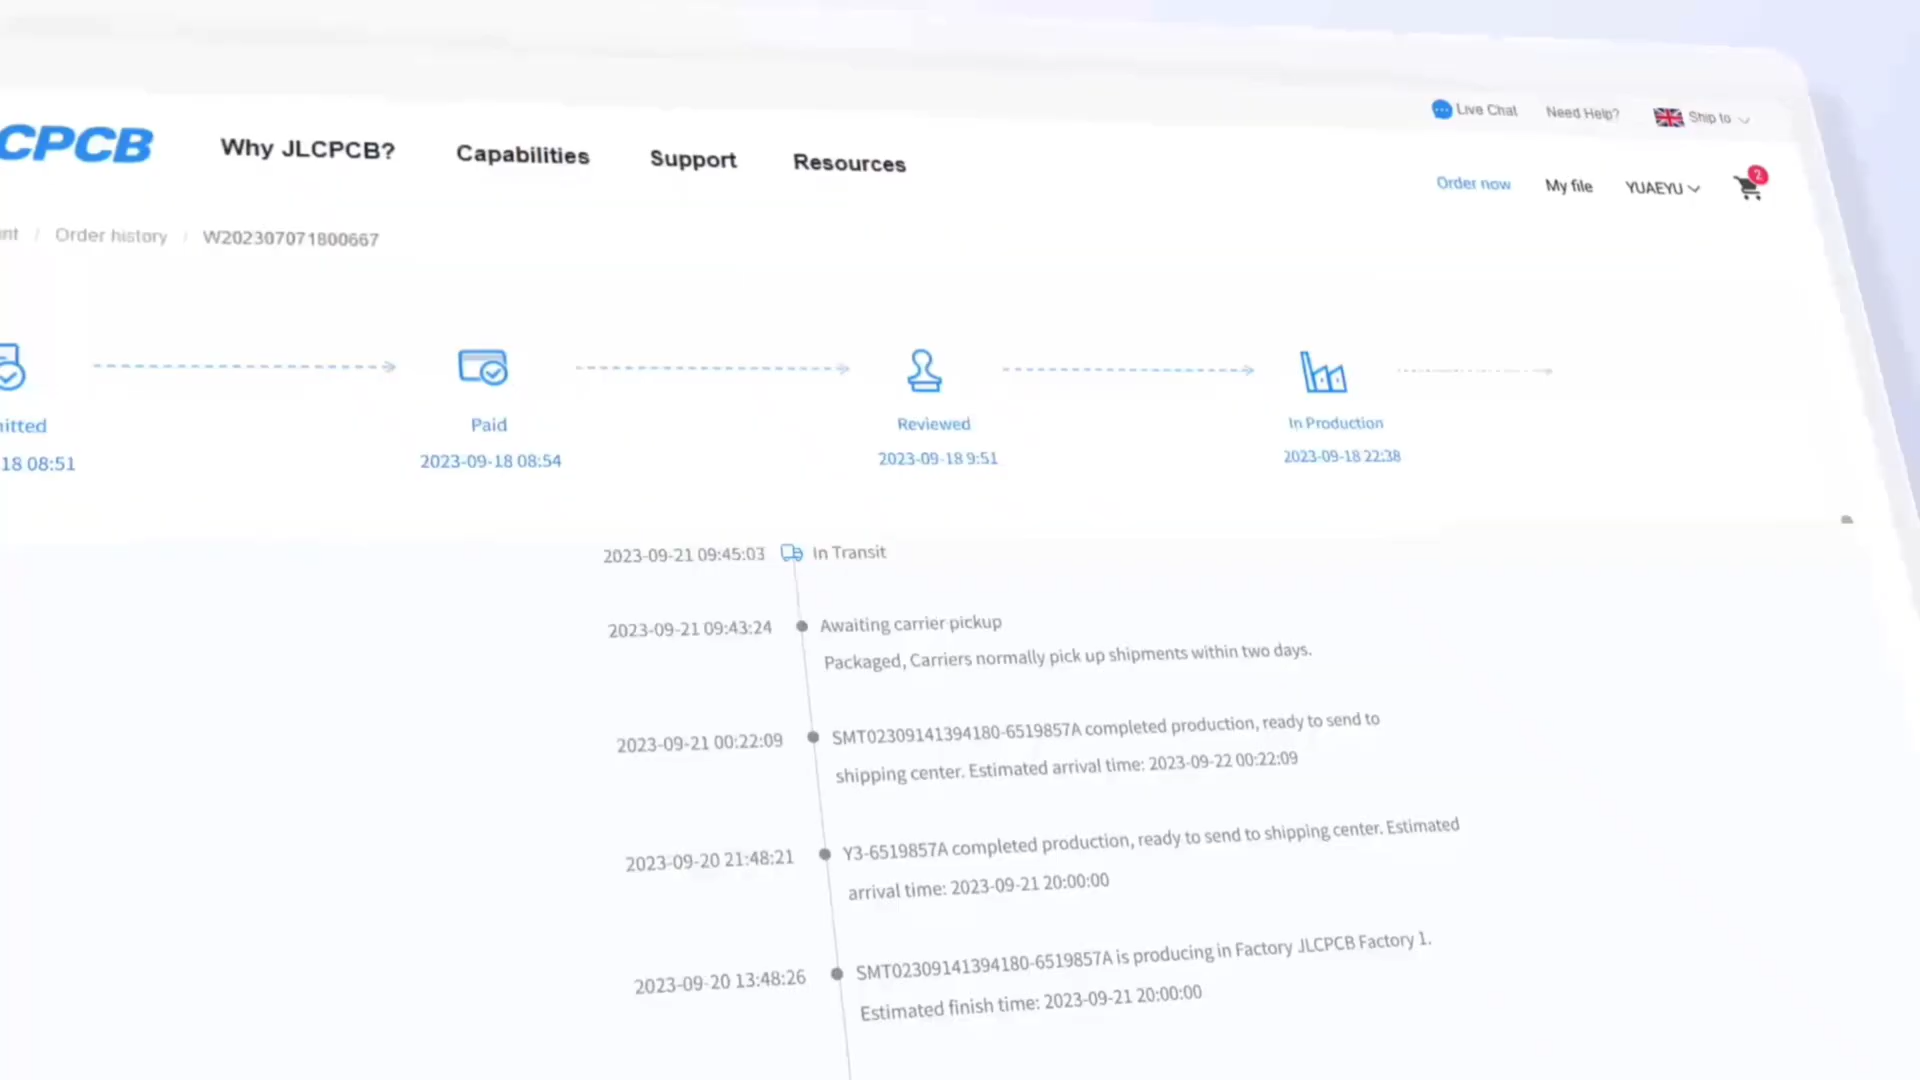 CPCB
Why JLCPCB?
Capabilities
Support
Resources
Live Chat
Need Help?
Ship to
Order now
My file
YUAEYU
2
/ Order history / W202307071800667
Paid
Reviewed
In Production
18 08:51
2023-09-18 08:54
2023-09-18 9:51
2023-09-18 22:38
2023-09-21 09:45:03 In Transit
2023-09-21 09:43:24 Awaiting carrier pickup
Packaged, Carriers normally pick up shipments within two days.
2023-09-21 00:22:09 SMT02309141394180-6519857A completed production, ready to send to
shipping center. Estimated arrival time: 2023-09-22 00:22:09
2023-09-20 21:48:21 Y3-6519857A completed production, ready to send to shipping center. Estimated
arrival time: 2023-09-21 20:00:00
2023-09-20 13:48:26 SMT02309141394180-6519857A is producing in Factory JLCPCB Factory 1.
Estimated finish time: 2023-09-21 20:00:00